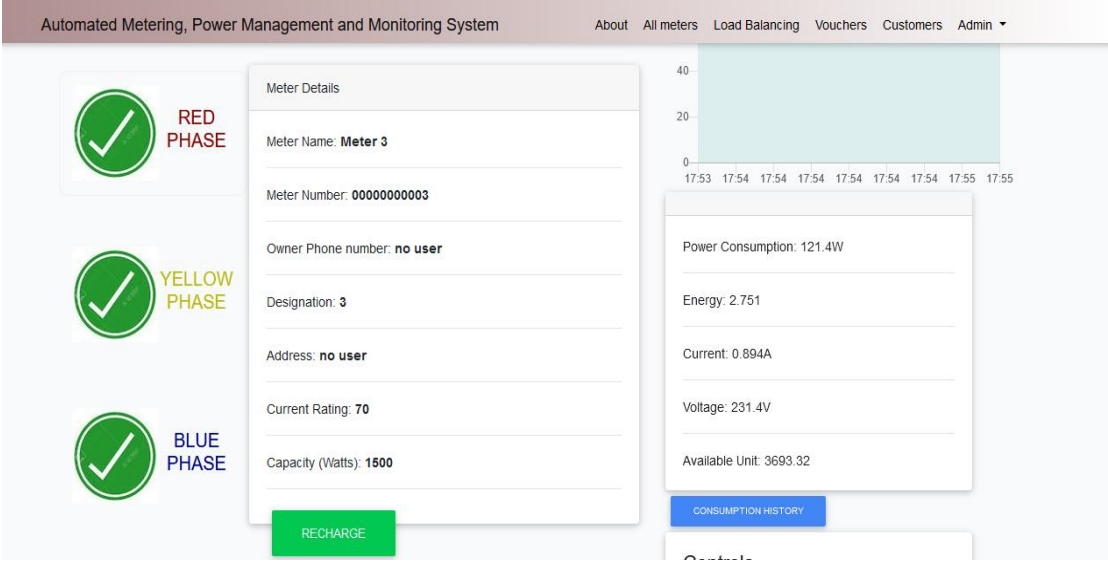 Automated Metering, Power Management and Monitoring System
About All meters Load Balancing Vouchers Customers Admin
RED
PHASE
YELLOW
PHASE
BLUE
PHASE
Meter Details
Meter Name: Meter 3
Meter Number: 00000000003
Owner Phone number: no user
Designation: 3
Address: no user
Current Rating: 70
Capacity (Watts): 1500
RECHARGE
40
20
0
17:53 17:54 17:54 17:54 17:54 17:54 17:54 17:55 17:55
Power Consumption: 121.4W
Energy: 2.751
Current: 0.894A
Voltage: 231.4V
Available Unit: 3693.32
CONSUMPTION HISTORY